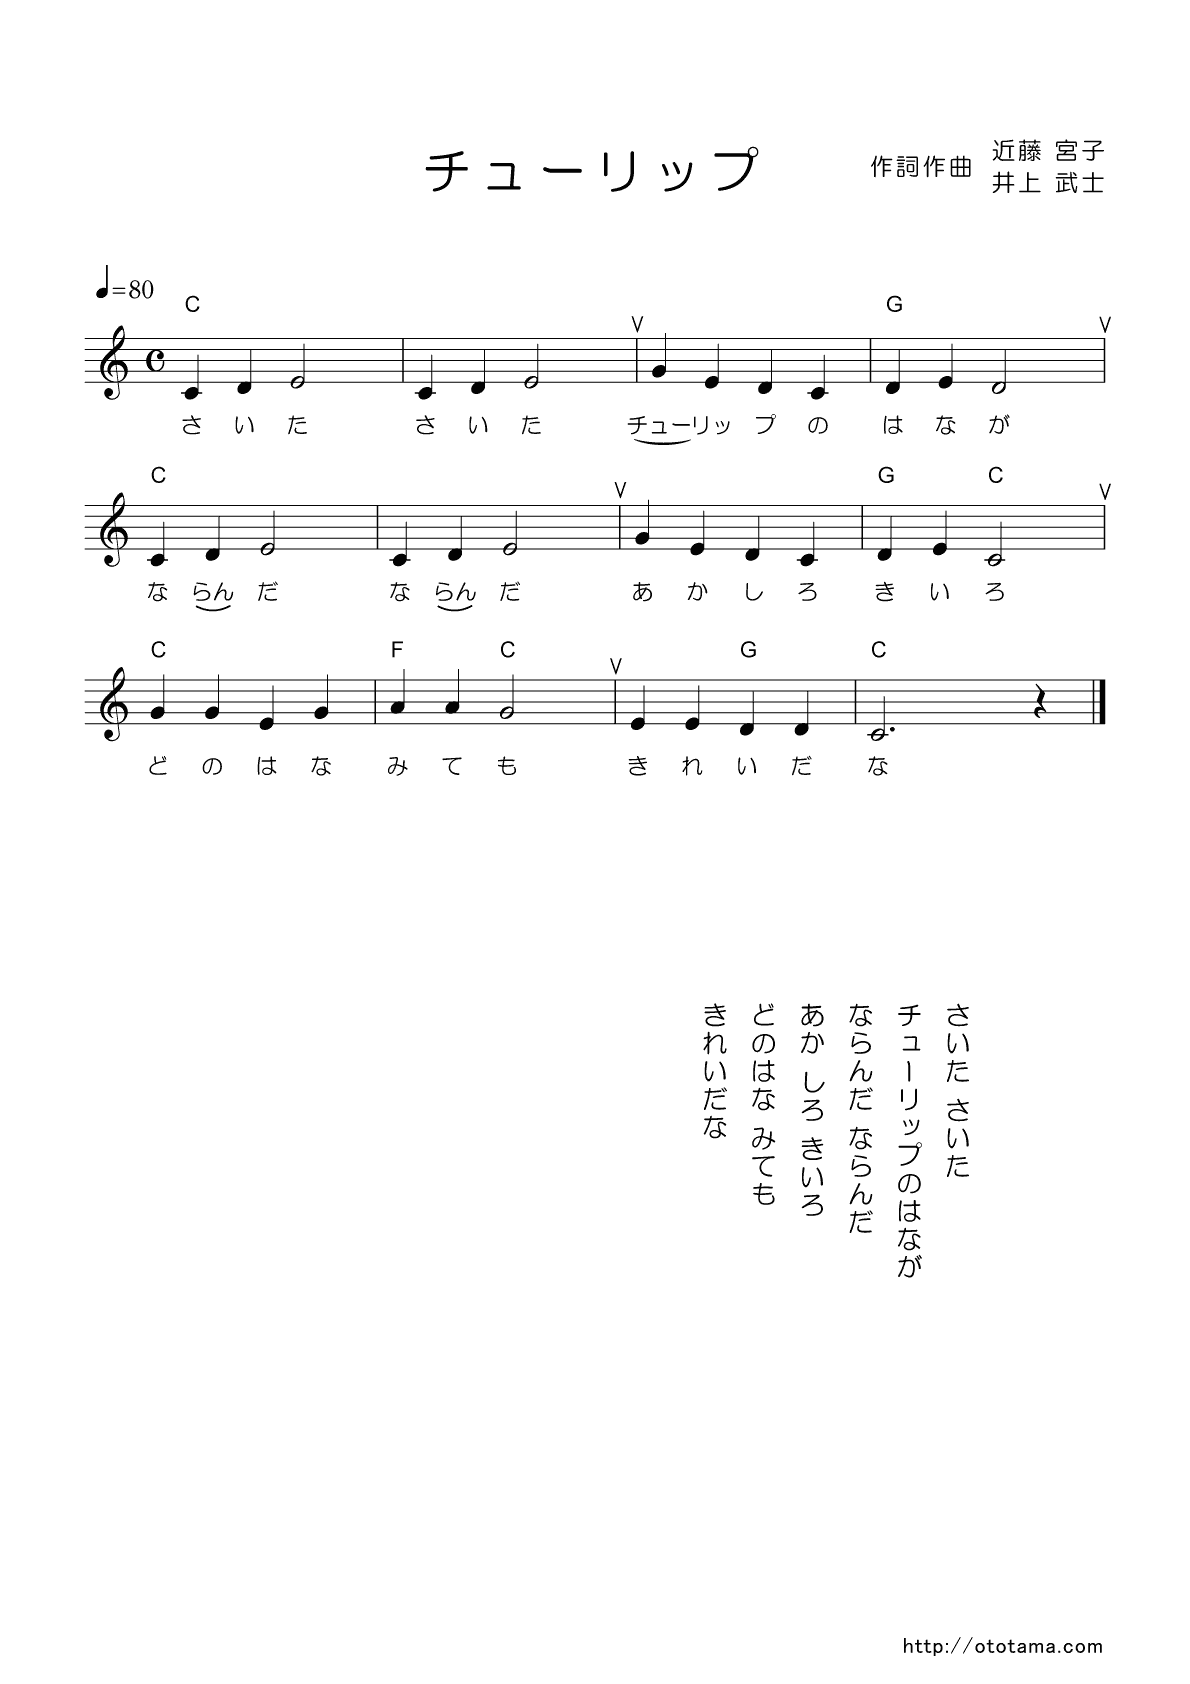 チューリップ
作詞作曲
近藤 宮子
井上 武士
=80
C G
さ い た さ い た チューリッ プ の は な が
C G C
な らん だ な らん だ あ か し ろ き い ろ
C F C G C
ど の は な み て も き れ い だ な
さいた さいた
チューリップのはなが
ならんだ ならんだ
あか しろ きいろ
どのはな みても
きれいだな
http://ototama.com